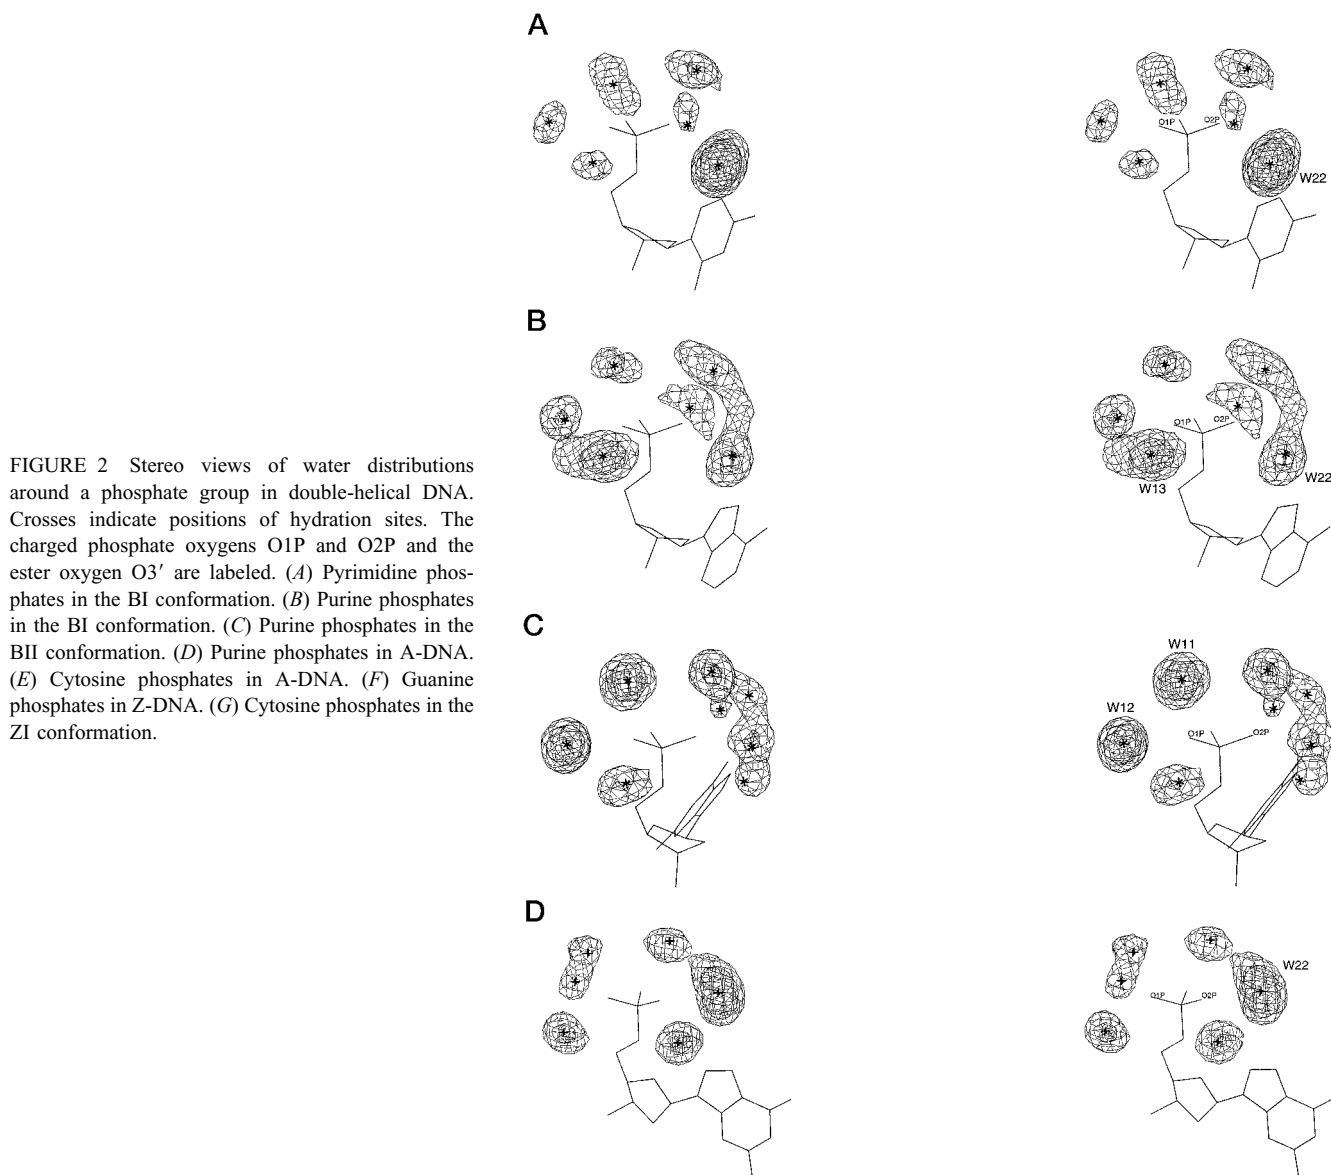 A
O1P
O2P
W22
B
O1P
O2P
W13
W22
FIGURE 2 Stereo views of water distributions
around a phosphate group in double-helical DNA.
Crosses indicate positions of hydration sites. The
charged phosphate oxygens O1P and O2P and the
ester oxygen O3′ are labeled. (A) Pyrimidine phos-
phates in the BI conformation. (B) Purine phosphates
in the BI conformation. (C) Purine phosphates in the
BII conformation. (D) Purine phosphates in A-DNA.
(E) Cytosine phosphates in A-DNA. (F) Guanine
phosphates in Z-DNA. (G) Cytosine phosphates in the
ZI conformation.
C
W11
W12
O1P
O2P
D
W22
O1P
O2P